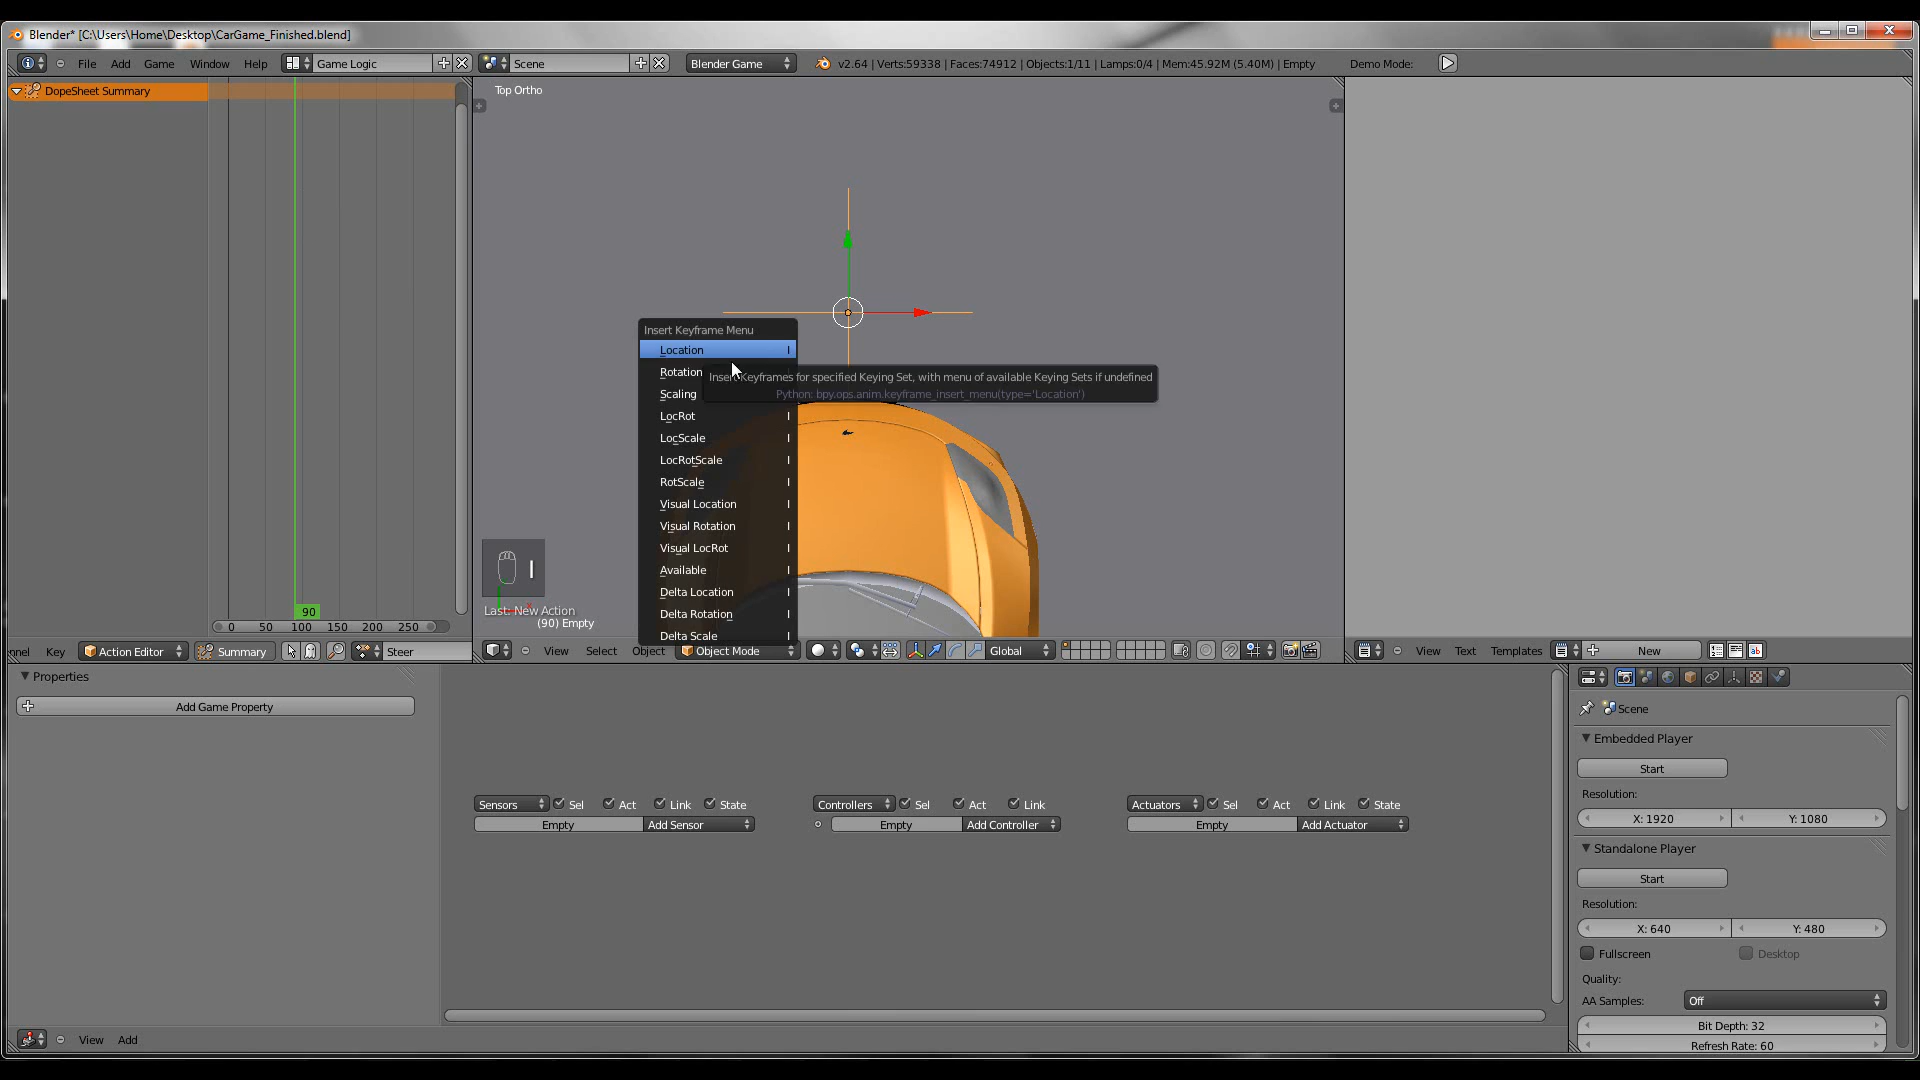 Blender* [C:\Users\Home\Desktop\CarGame_Finished.blend]
File Add Game Window Help Game Logic Scene Blender Game v2.64 | Verts:59338 | Faces:74912 | Objects:1/11 | Lamps:0/4 | Mem:45.92M (5.40M) | Empty Demo Mode:
DopeSheet Summary
Top Ortho
Insert Keyframe Menu
Location I
Rotation
Insert Keyframes for specified Keying Set, with menu of available Keying Sets if undefined
Scaling
Python: bpy.ops.anim.keyframe_insert_menu(type='Location')
LocRot I
LocScale I
LocRotScale I
RotScale I
Visual Location I
Visual Rotation I
Visual LocRot I
Available I
Delta Location I
Delta Rotation I
Delta Scale I
I
Last: New Action
(90) Empty
90
0 50 100 150 200 250
nnel Key Action Editor Summary Steer
View Select Object Object Mode Global
View Text Templates New
Properties
Add Game Property
Sensors Sel Act Link State
Empty Add Sensor
Controllers Sel Act Link
Empty Add Controller
Actuators Sel Act Link State
Empty Add Actuator
Scene
Embedded Player
Start
Resolution:
X: 1920 Y: 1080
Standalone Player
Start
Resolution:
X: 640 Y: 480
Fullscreen Desktop
Quality:
AA Samples: Off
Bit Depth: 32
Refresh Rate: 60
View Add